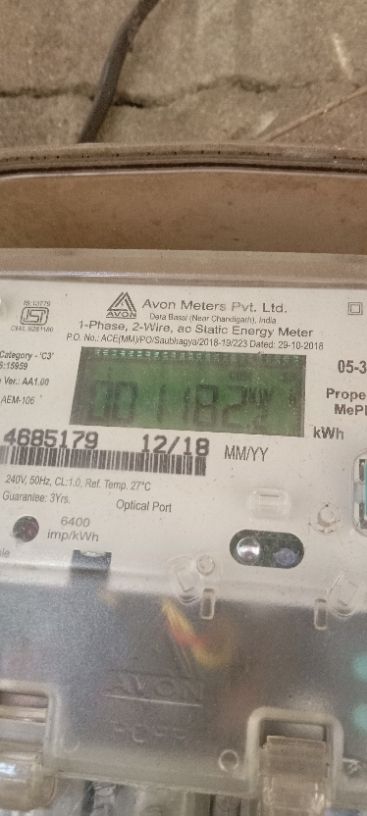 IS:13779
ISI
AVON
Avon Meters Pvt. Ltd.
Dera Bassi (Near Chandigarh), India
1-Phase, 2-Wire, ac Static Energy Meter
P.O. No.: ACE(MM)/PO/Saubhagya/2018-19/223 Dated: 29-10-2018
Category - 'C3'
:15959
e Ver.: AA1.00
AEM-105
05-3
Prope
MePL
001182
kWh
4685179 12/18 MM/YY
240V, 50Hz, CL:1.0, Ref. Temp. 27°C
Guarantee: 3Yrs.
Optical Port
6400
imp/kWh
AVON